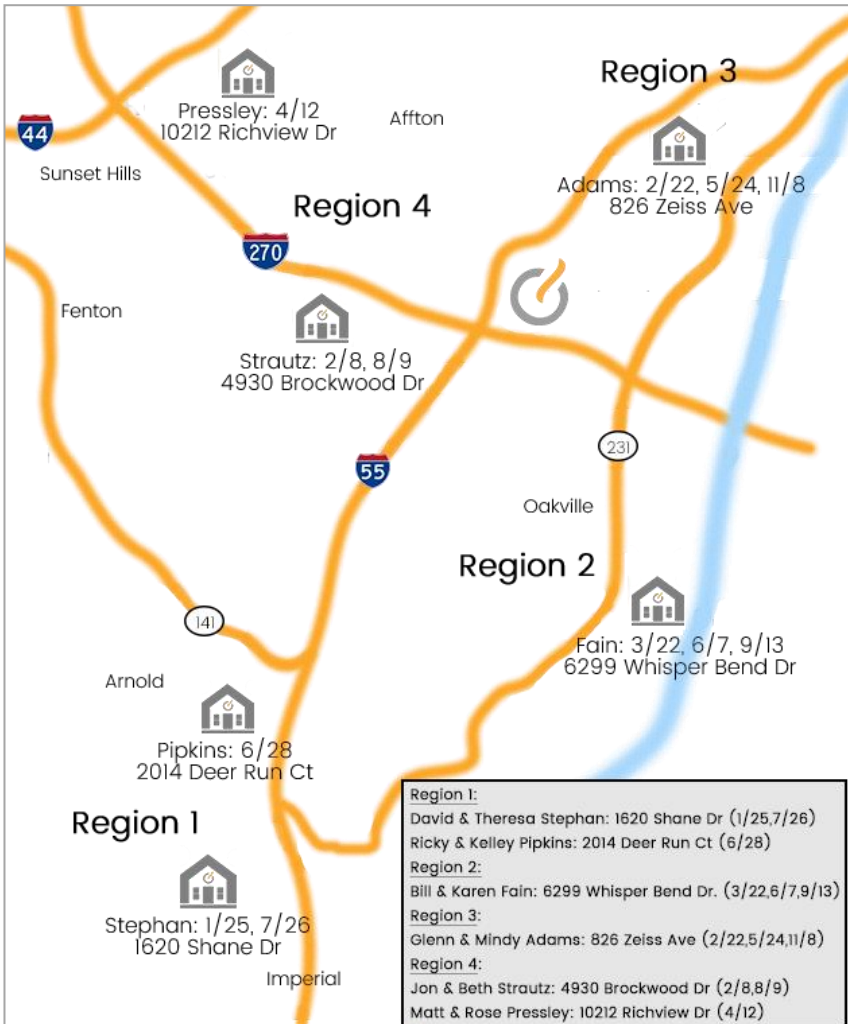 Region 3
Pressley: 4/12
10212 Richview Dr
Affton
44
Sunset Hills
Adams: 2/22, 5/24, 11/8
826 Zeiss Ave
Region 4
270
Fenton
Strautz: 2/8, 8/9
4930 Brockwood Dr
231
55
Oakville
Region 2
141
Fain: 3/22, 6/7, 9/13
6299 Whisper Bend Dr
Arnold
Pipkins: 6/28
2014 Deer Run Ct
Region 1
Stephan: 1/25, 7/26
1620 Shane Dr
Imperial
Region 1:
David & Theresa Stephan: 1620 Shane Dr (1/25,7/26)
Ricky & Kelley Pipkins: 2014 Deer Run Ct (6/28)
Region 2:
Bill & Karen Fain: 6299 Whisper Bend Dr. (3/22,6/7,9/13)
Region 3:
Glenn & Mindy Adams: 826 Zeiss Ave (2/22,5/24,11/8)
Region 4:
Jon & Beth Strautz: 4930 Brockwood Dr (2/8,8/9)
Matt & Rose Pressley: 10212 Richview Dr (4/12)